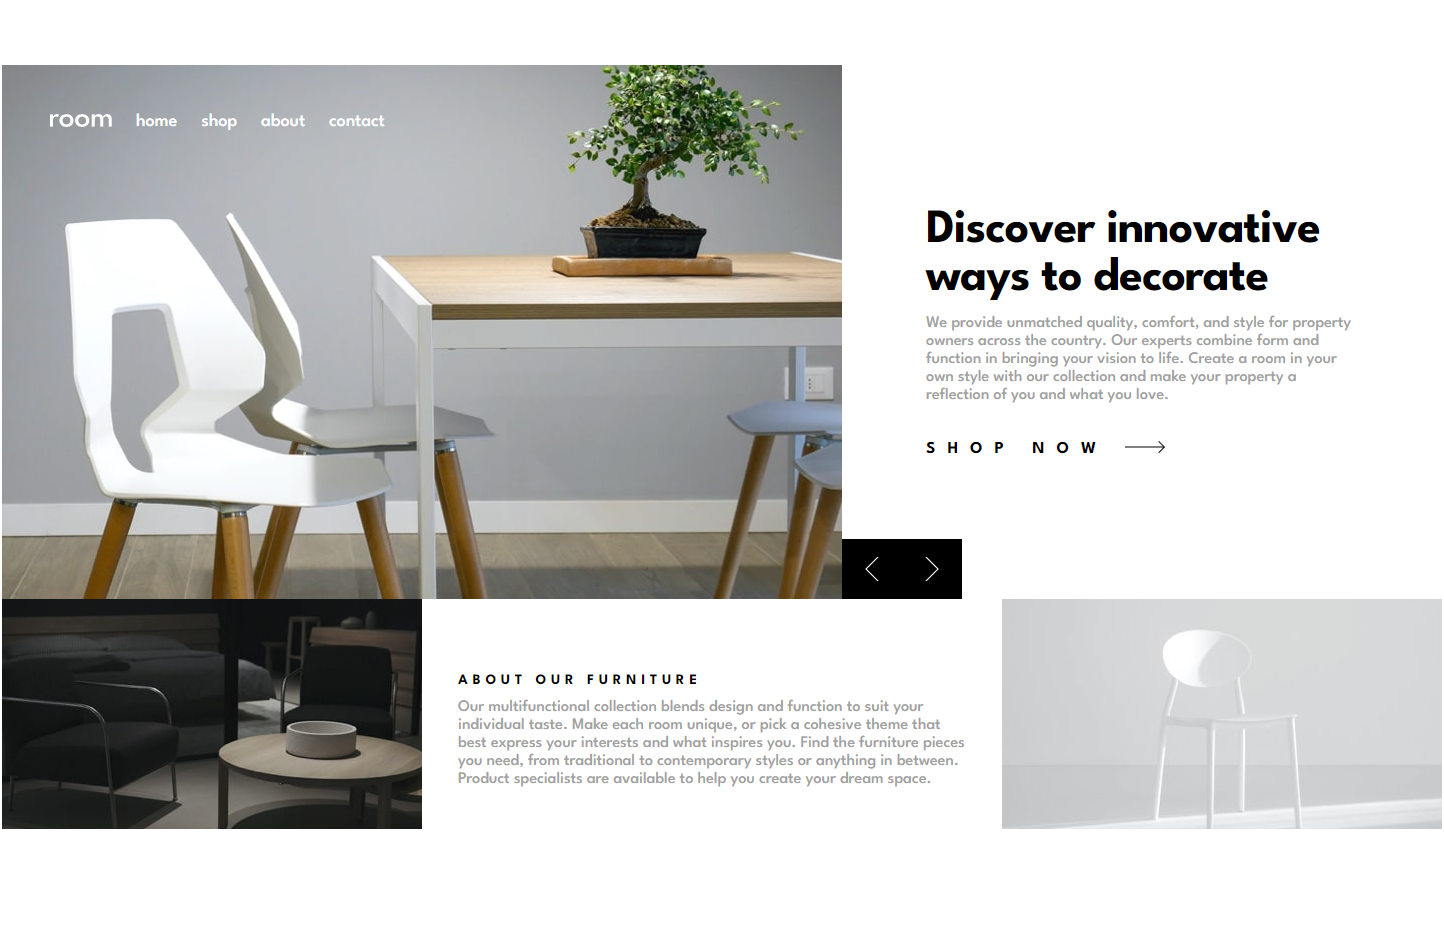 room home shop about contact
Discover innovative
ways to decorate
We provide unmatched quality, comfort, and style for property
owners across the country. Our experts combine form and
function in bringing your vision to life. Create a room in your
own style with our collection and make your property a
reflection of you and what you love.
SHOP NOW
ABOUT OUR FURNITURE
Our multifunctional collection blends design and function to suit your
individual taste. Make each room unique, or pick a cohesive theme that
best express your interests and what inspires you. Find the furniture pieces
you need, from traditional to contemporary styles or anything in between.
Product specialists are available to help you create your dream space.